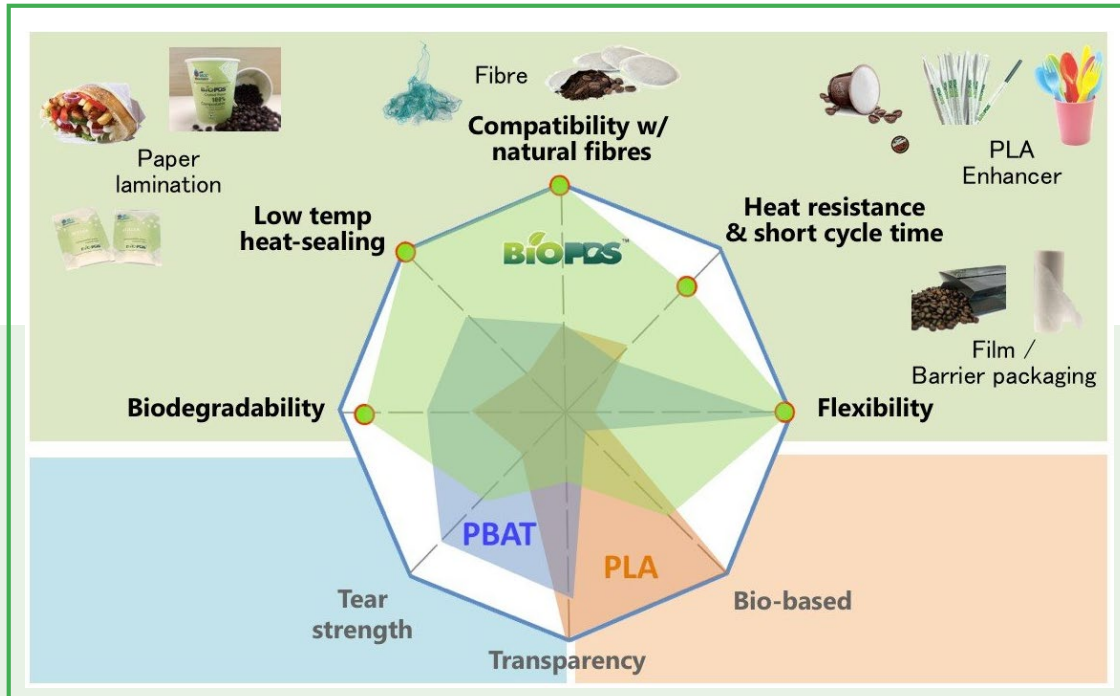 Fibre
Compatibility w/
natural fibres
Paper
lamination
PLA
Enhancer
Low temp
heat-sealing
Heat resistance
& short cycle time
BioPBS™
Film /
Barrier packaging
Biodegradability
Flexibility
PBAT
PLA
Tear
strength
Bio-based
Transparency